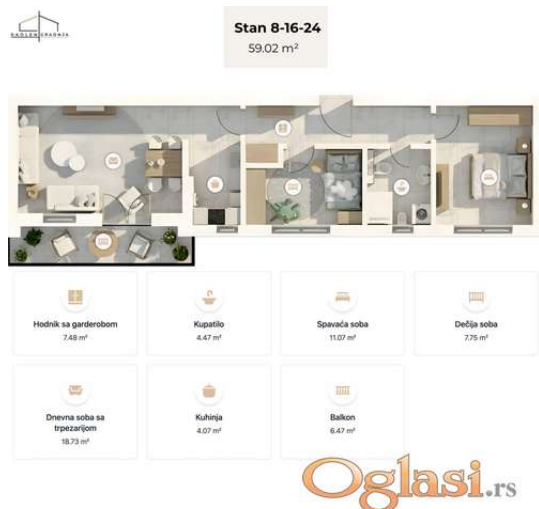 SADLEK GRADNJA
Stan 8-16-24
59.02 m²
Hodnik sa garderobom
7.48 m²
Kupatilo
4.47 m²
Spavaća soba
11.07 m²
Dečija soba
7.75 m²
Dnevna soba sa
trpezarijom
18.73 m²
Kuhinja
4.07 m²
Balkon
6.47 m²
Oglasi.rs